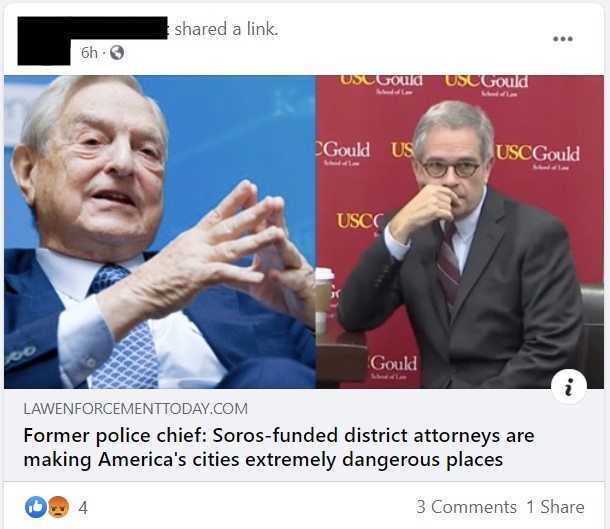 shared a link.
6h
USCGould USCGould
School of Law School of Law
Gould US USCGould
School of Law School of Law
USC
Gould
School of Law
LAWENFORCEMENTTODAY.COM
Former police chief: Soros-funded district attorneys are
making America's cities extremely dangerous places
4 3 Comments 1 Share